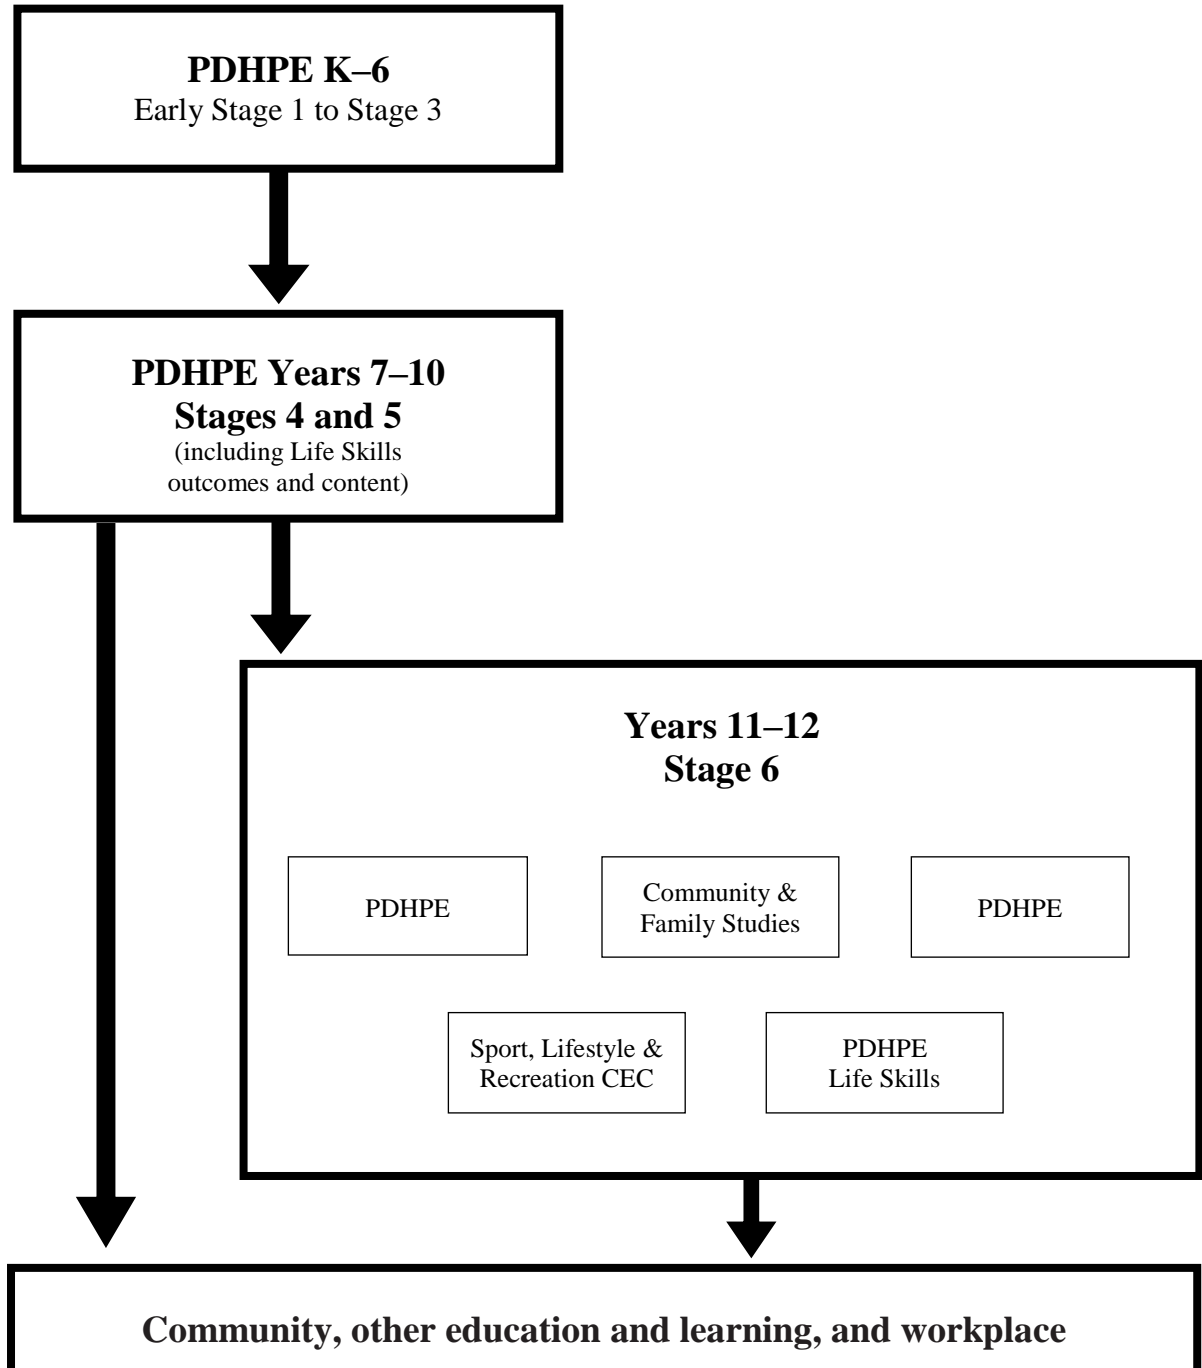 PDHPE K–6
Early Stage 1 to Stage 3
PDHPE Years 7–10
Stages 4 and 5
(including Life Skills
outcomes and content)
Years 11–12
Stage 6
PDHPE
Community &
Family Studies
PDHPE
Sport, Lifestyle &
Recreation CEC
PDHPE
Life Skills
Community, other education and learning, and workplace